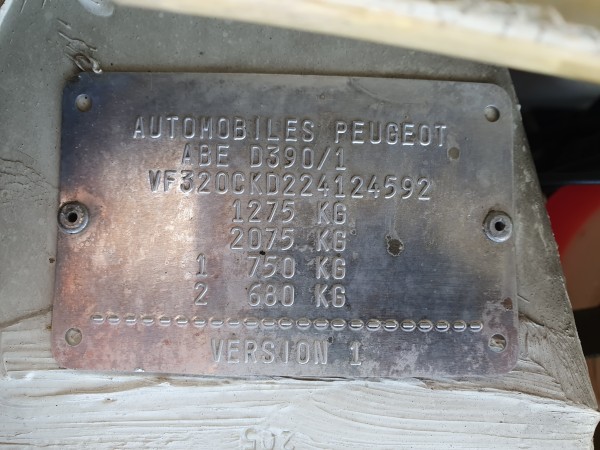 AUTOMOBILES PEUGEOT
ABE D390/1
VF320CKD224124592
1275 KG
2075 KG
1 750 KG
2 680 KG
VERSION 1
205